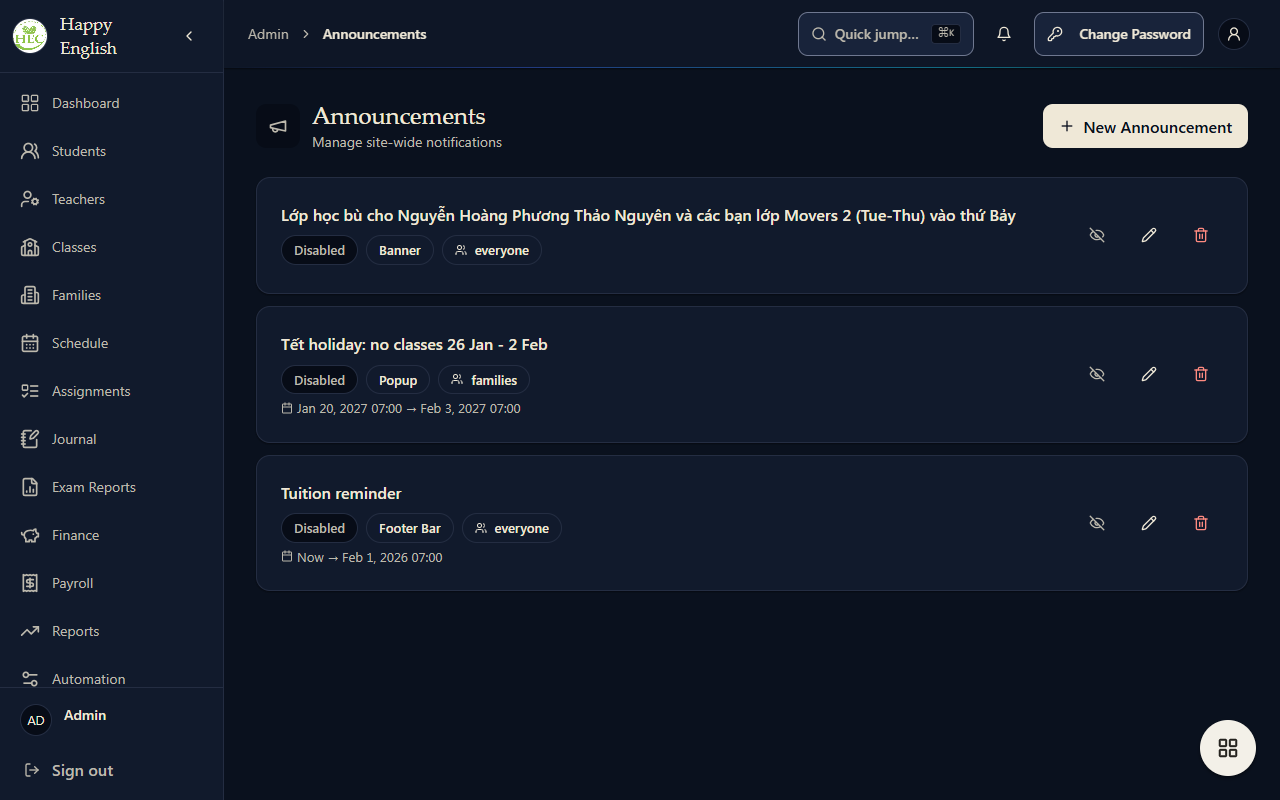 HEC
Happy
English
Dashboard
Students
Teachers
Classes
Families
Schedule
Assignments
Journal
Exam Reports
Finance
Payroll
Reports
Automation
AD
Admin
Sign out
Admin
Announcements
Quick jump...
⌘K
Change Password
Announcements
Manage site-wide notifications
New Announcement
Lớp học bù cho Nguyễn Hoàng Phương Thảo Nguyên và các bạn lớp Movers 2 (Tue-Thu) vào thứ Bảy
Disabled Banner everyone
Tết holiday: no classes 26 Jan - 2 Feb
Disabled Popup families
Jan 20, 2027 07:00 → Feb 3, 2027 07:00
Tuition reminder
Disabled Footer Bar everyone
Now → Feb 1, 2026 07:00